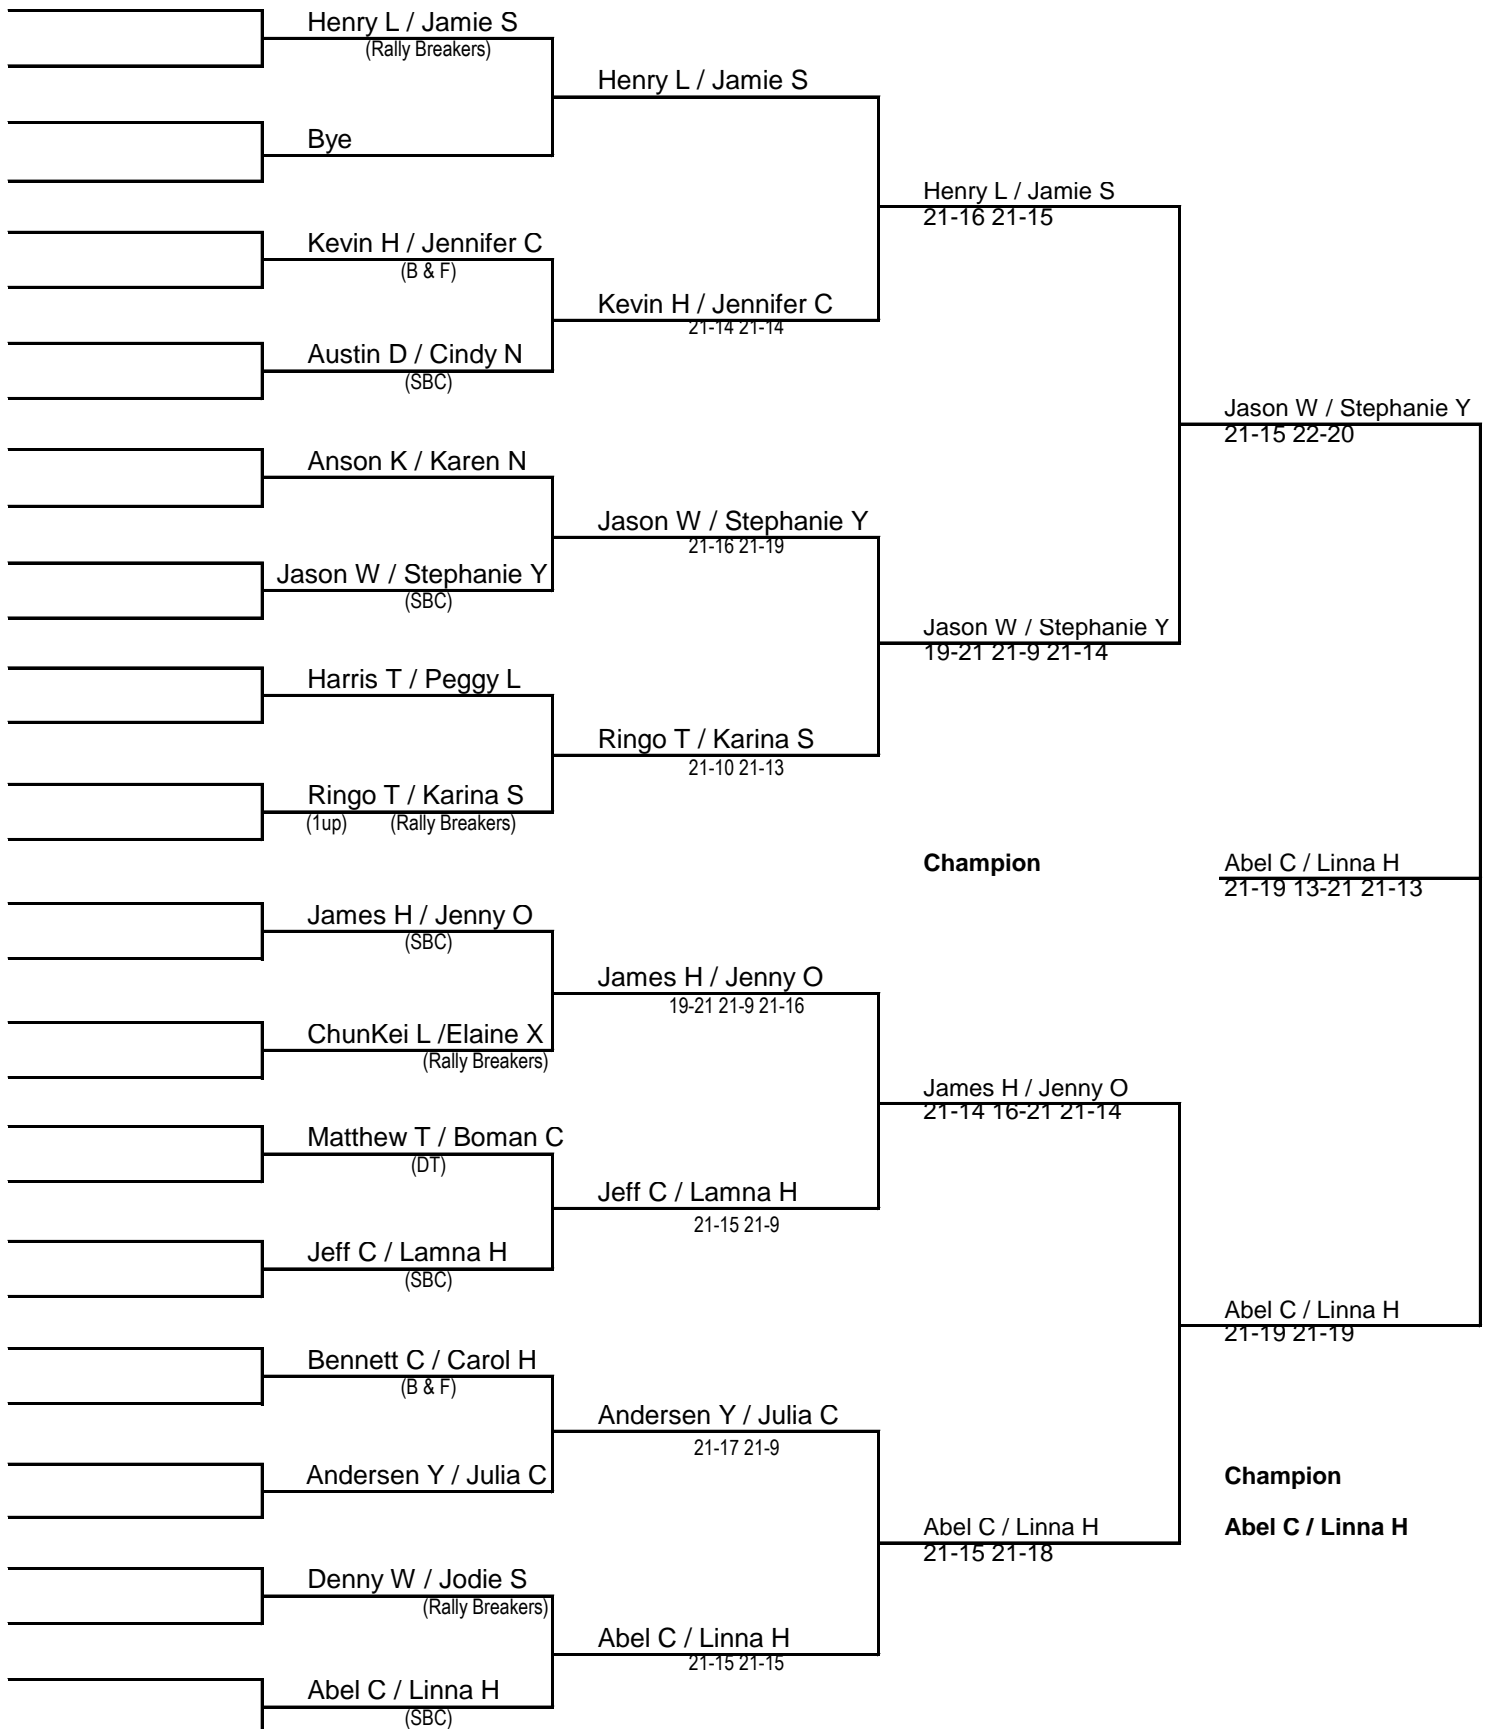 Henry L / Jamie S
(Rally Breakers)
Henry L / Jamie S
Bye
Henry L / Jamie S
21-16 21-15
Kevin H / Jennifer C
(B & F)
Kevin H / Jennifer C
21-14 21-14
Austin D / Cindy N
(SBC)
Jason W / Stephanie Y
21-15 22-20
Anson K / Karen N
Jason W / Stephanie Y
21-16 21-19
Jason W / Stephanie Y
(SBC)
Jason W / Stephanie Y
19-21 21-9 21-14
Harris T / Peggy L
Ringo T / Karina S
21-10 21-13
Ringo T / Karina S
(1up) (Rally Breakers)
Champion
Abel C / Linna H
21-19 13-21 21-13
James H / Jenny O
(SBC)
James H / Jenny O
19-21 21-9 21-16
ChunKei L /Elaine X
(Rally Breakers)
James H / Jenny O
21-14 16-21 21-14
Matthew T / Boman C
(DT)
Jeff C / Lamna H
21-15 21-9
Jeff C / Lamna H
(SBC)
Abel C / Linna H
21-19 21-19
Bennett C / Carol H
(B & F)
Andersen Y / Julia C
21-17 21-9
Andersen Y / Julia C
Champion
Abel C / Linna H
21-15 21-18
Abel C / Linna H
Denny W / Jodie S
(Rally Breakers)
Abel C / Linna H
21-15 21-15
Abel C / Linna H
(SBC)